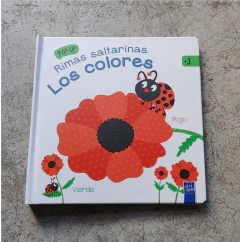 Rimas saltarinas
Los colores
Rojo
Verde